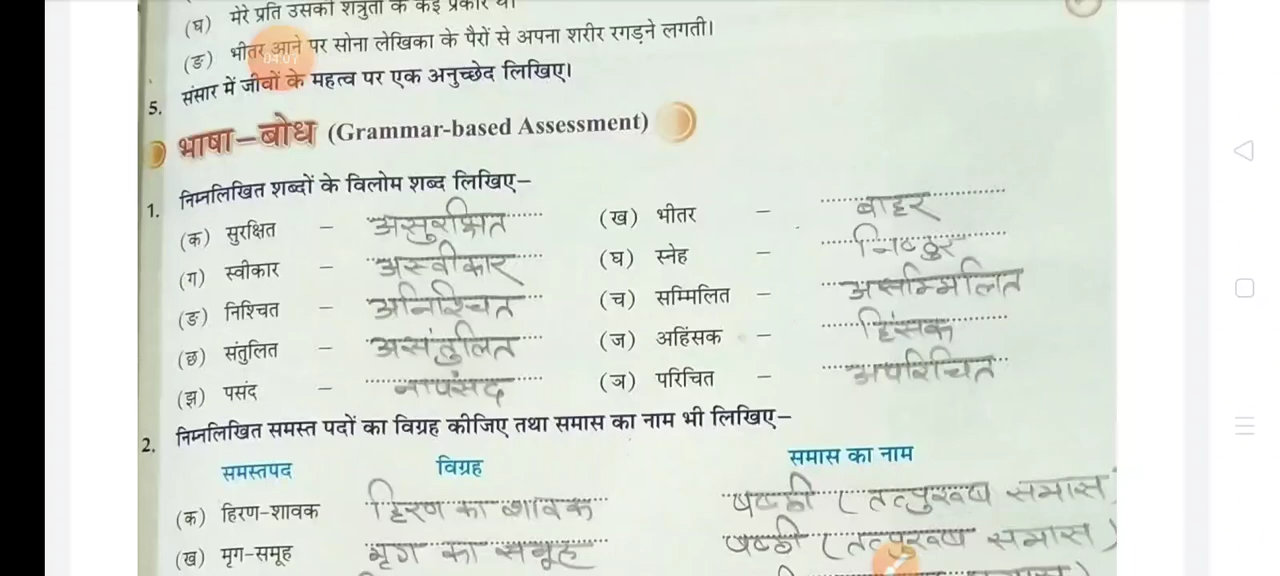 (घ) मेरे प्रति उसकी शत्रुता के कई प्रकार थे।
(ङ) भीतर आने पर सोना लेखिका के पैरों से अपना शरीर रगड़ने लगती।
04:07
5. संसार में जीवों के महत्व पर एक अनुच्छेद लिखिए।
भाषा-बोध (Grammar-based Assessment)
1. निम्नलिखित शब्दों के विलोम शब्द लिखिए-
(क) सुरक्षित - असुरक्षित (ख) भीतर - बाहर
(ग) स्वीकार - अस्वीकार (घ) स्नेह - निष्ठुर
(ङ) निश्चित - अनिश्चित (च) सम्मिलित - असम्मिलित
(छ) संतुलित - असंतुलित (ज) अहिंसक - हिंसक
(झ) पसंद - नापसंद (ञ) परिचित - अपरिचित
2. निम्नलिखित समस्त पदों का विग्रह कीजिए तथा समास का नाम भी लिखिए-
समस्तपद विग्रह समास का नाम
(क) हिरण-शावक हिरण का शावक षष्ठी (तत्पुरुष समास)
(ख) मृग-समूह मृग का समूह षष्ठी (तत्पुरुष समास)